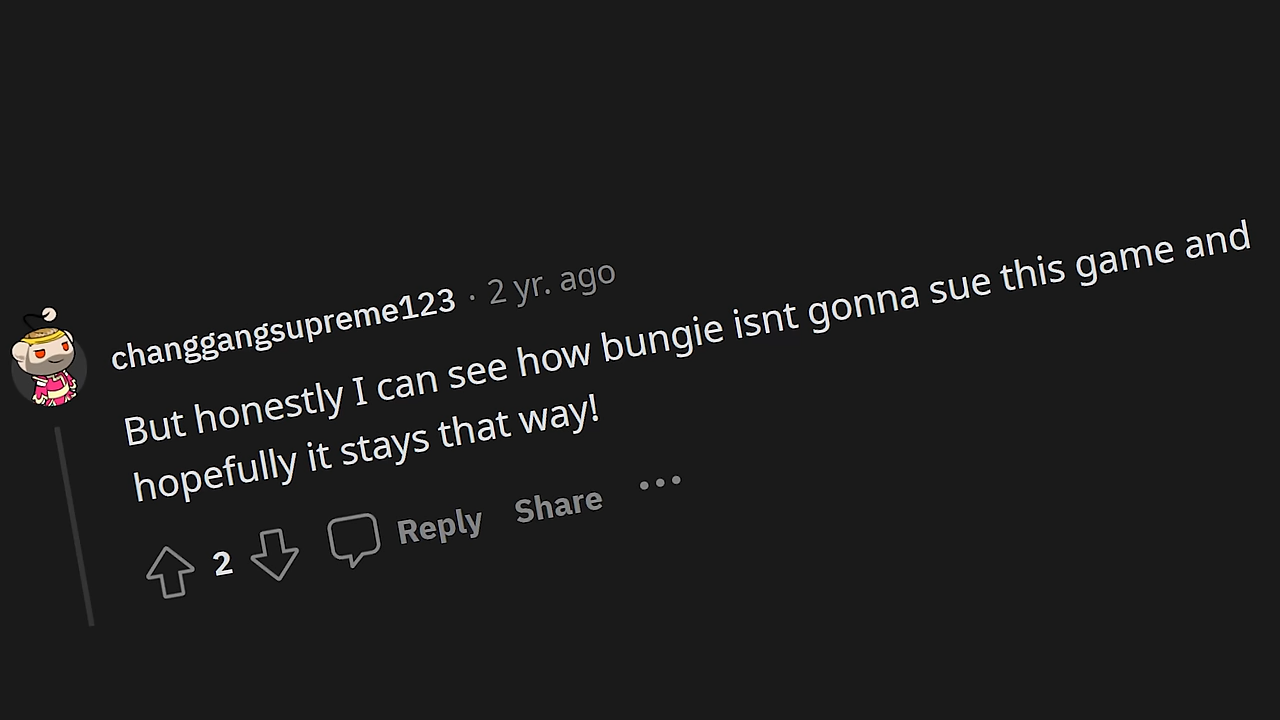 changgangsupreme123 · 2 yr. ago
But honestly I can see how bungie isnt gonna sue this game and
hopefully it stays that way!
2 Reply Share ...